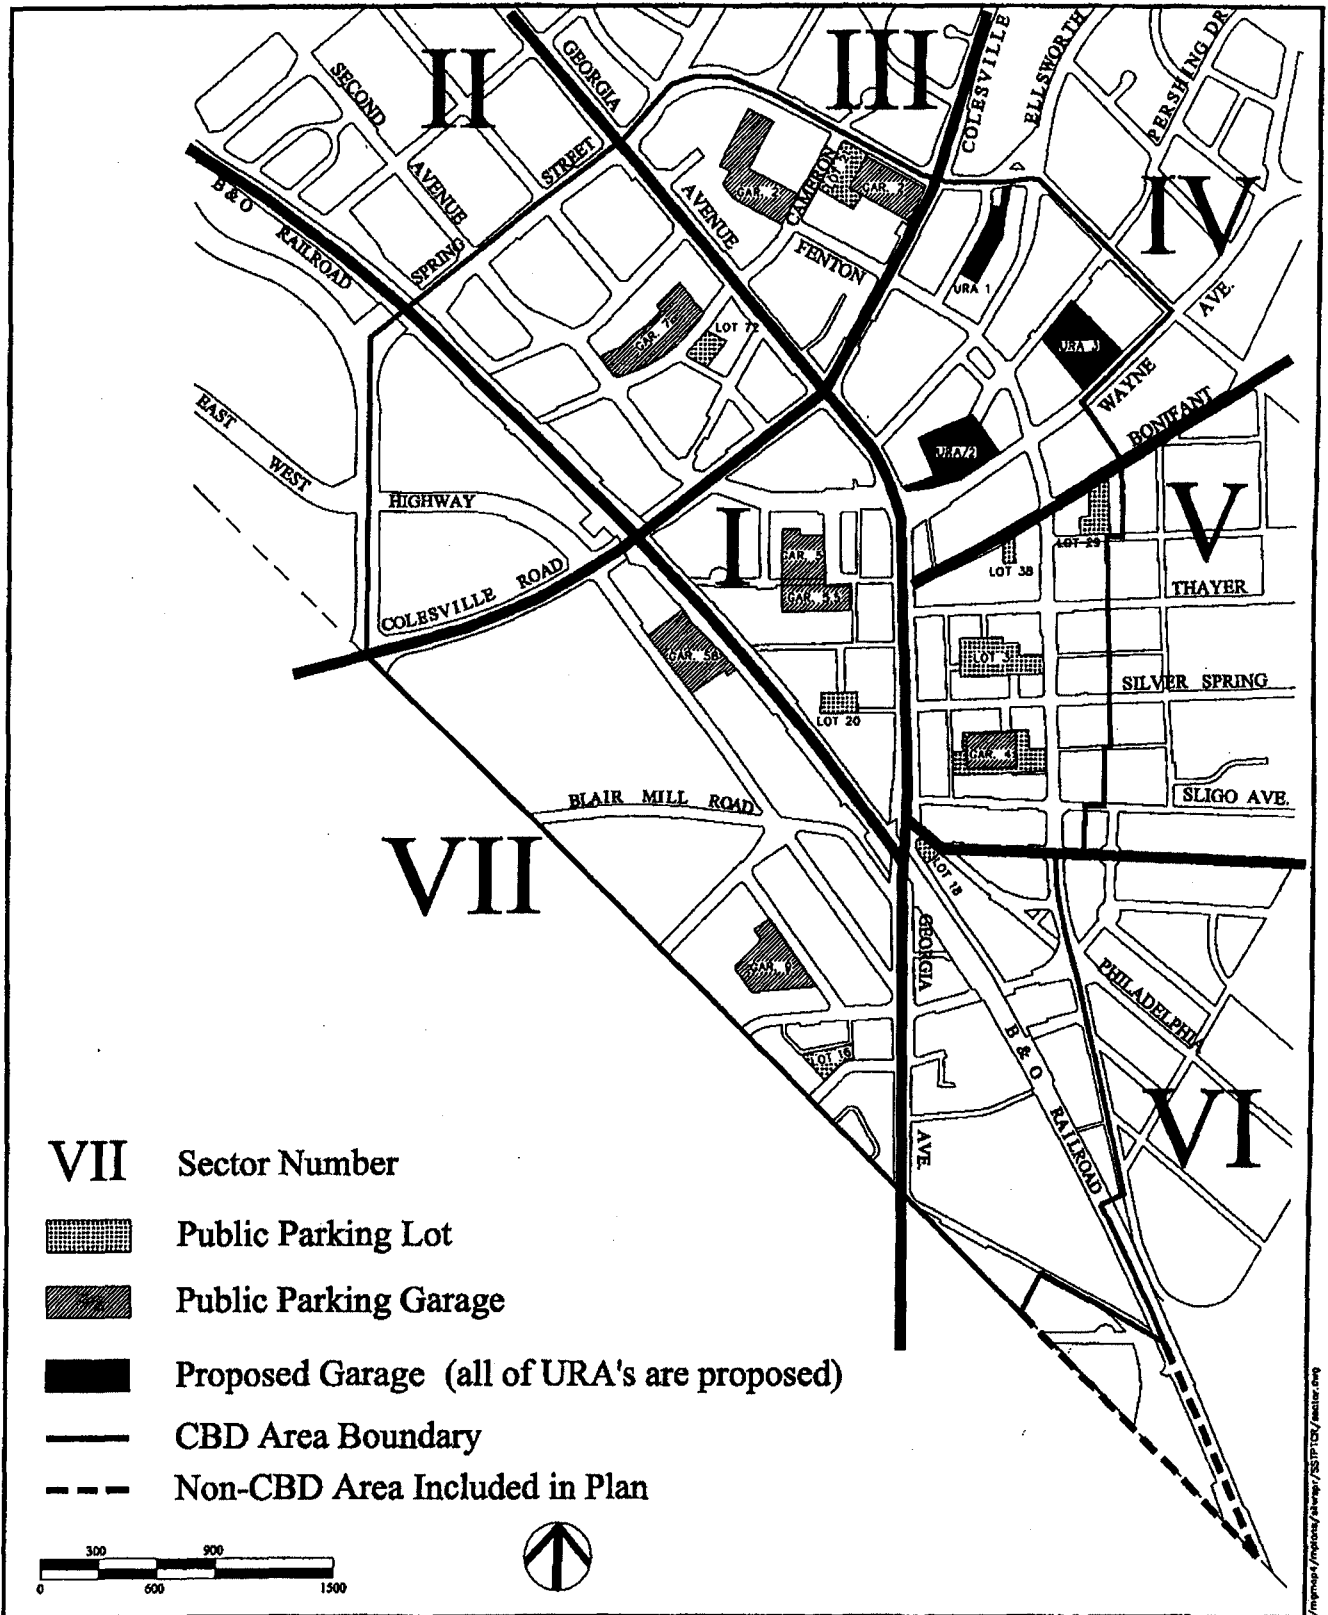 II
III
IV
V
I
VII
VI
GEORGIA
COLESVILLE
ELLSWORTH
PERSHING DR
SECOND
AVENUE
STREET
SPRING
B & O
RAILROAD
AVENUE
CAMERON
FENTON
GAR. 2
URA 1
URA 3
URA/2
WAYNE
AVE.
BONIFANT
LOT 72
EAST
WEST
HIGHWAY
COLESVILLE ROAD
GAR. 5
GAR. 5.5
GAR. 58
LOT 20
LOT 29
LOT 38
THAYER
SILVER SPRING
GAR. 4
SLIGO AVE.
BLAIR MILL ROAD
LOT 18
GEORGIA
AVE.
B & O RAILROAD
PHILADELPHIA
LOT 16
VII Sector Number
Public Parking Lot
Public Parking Garage
Proposed Garage (all of URA's are proposed)
CBD Area Boundary
Non-CBD Area Included in Plan
300 900
0 600 1500